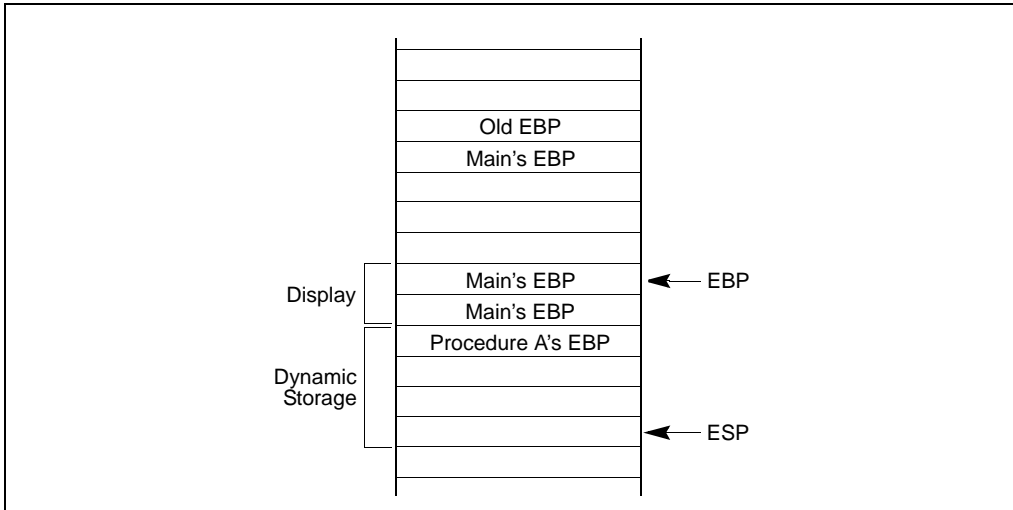 Old EBP
Main's EBP
Display
Main's EBP
EBP
Main's EBP
Procedure A's EBP
Dynamic
Storage
ESP